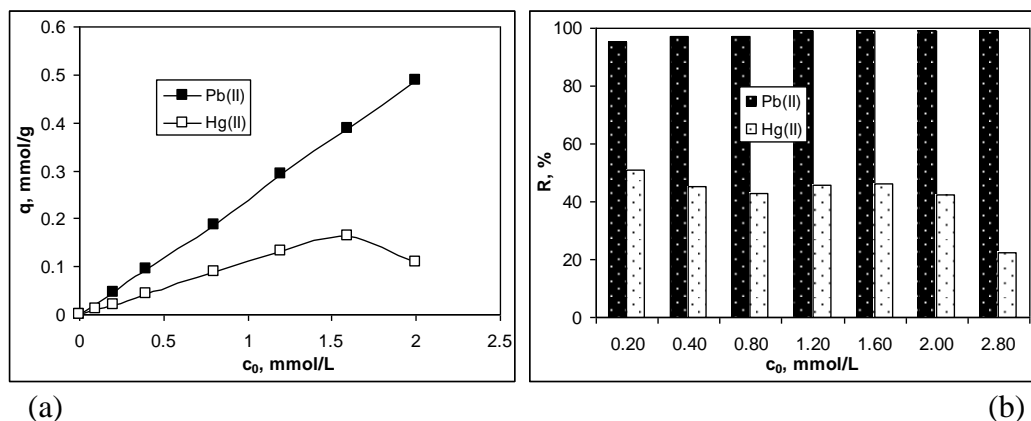 0.6
0.5
0.4
0.3
0.2
0.1
0
q, mmol/g
Pb(II)
Hg(II)
0 0.5 1 1.5 2 2.5
c₀, mmol/L
(a)
100
80
60
40
20
0
R, %
Pb(II)
Hg(II)
0.20 0.40 0.80 1.20 1.60 2.00 2.80
c₀, mmol/L
(b)